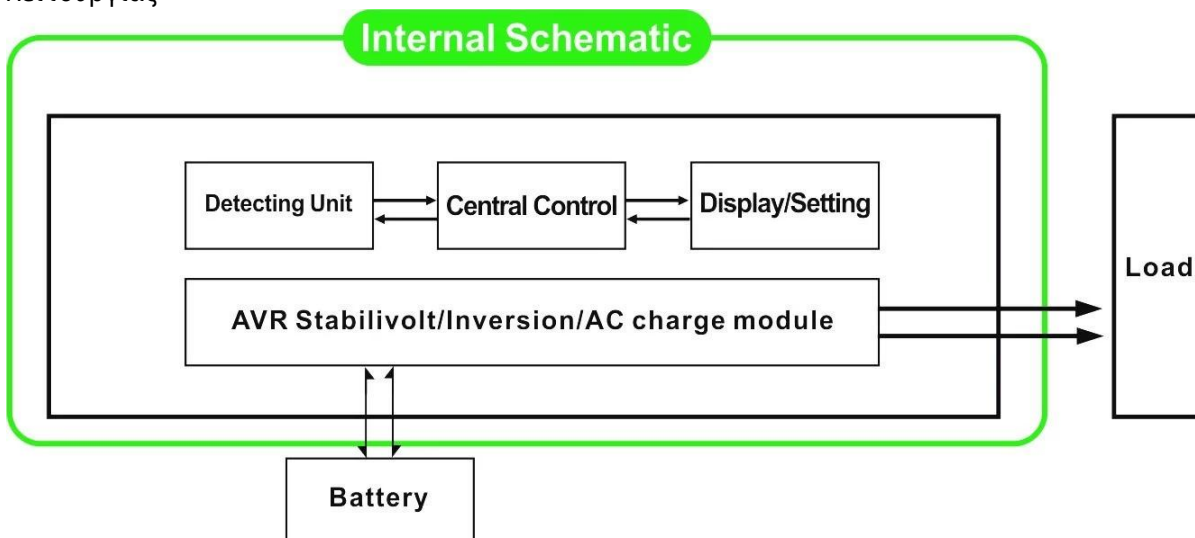 Internal Schematic
Detecting Unit
Central Control
Display/Setting
Load
AVR Stabilivolt/Inversion/AC charge module
Battery